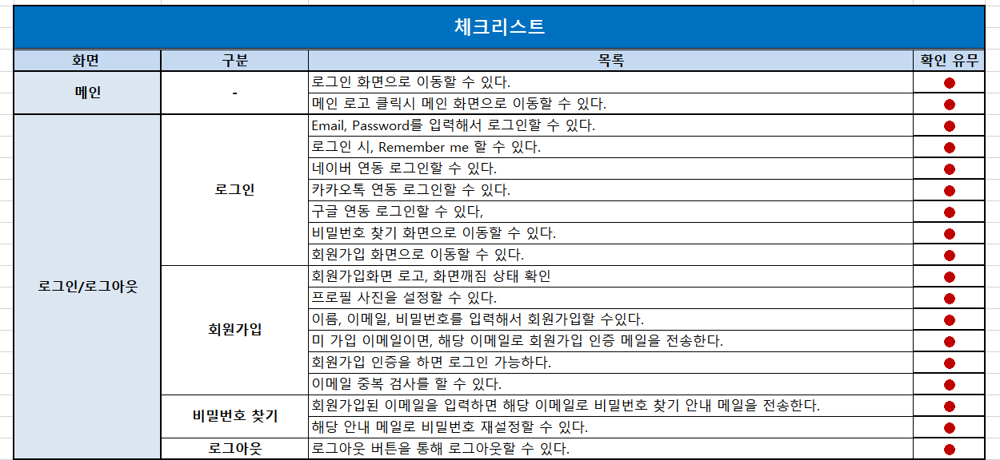 체크리스트
화면 구분 목록 확인 유무
메인 - 로그인 화면으로 이동할 수 있다.
메인 로고 클릭시 메인 화면으로 이동할 수 있다.
로그인/로그아웃 로그인 Email, Password를 입력해서 로그인할 수 있다.
로그인 시, Remember me 할 수 있다.
네이버 연동 로그인할 수 있다.
카카오톡 연동 로그인할 수 있다.
구글 연동 로그인할 수 있다,
비밀번호 찾기 화면으로 이동할 수 있다.
회원가입 화면으로 이동할 수 있다.
회원가입 회원가입화면 로고, 화면깨짐 상태 확인
프로필 사진을 설정할 수 있다.
이름, 이메일, 비밀번호를 입력해서 회원가입할 수있다.
미 가입 이메일이면, 해당 이메일로 회원가입 인증 메일을 전송한다.
회원가입 인증을 하면 로그인 가능하다.
이메일 중복 검사를 할 수 있다.
비밀번호 찾기 회원가입된 이메일을 입력하면 해당 이메일로 비밀번호 찾기 안내 메일을 전송한다.
해당 안내 메일로 비밀번호 재설정할 수 있다.
로그아웃 로그아웃 버튼을 통해 로그아웃할 수 있다.